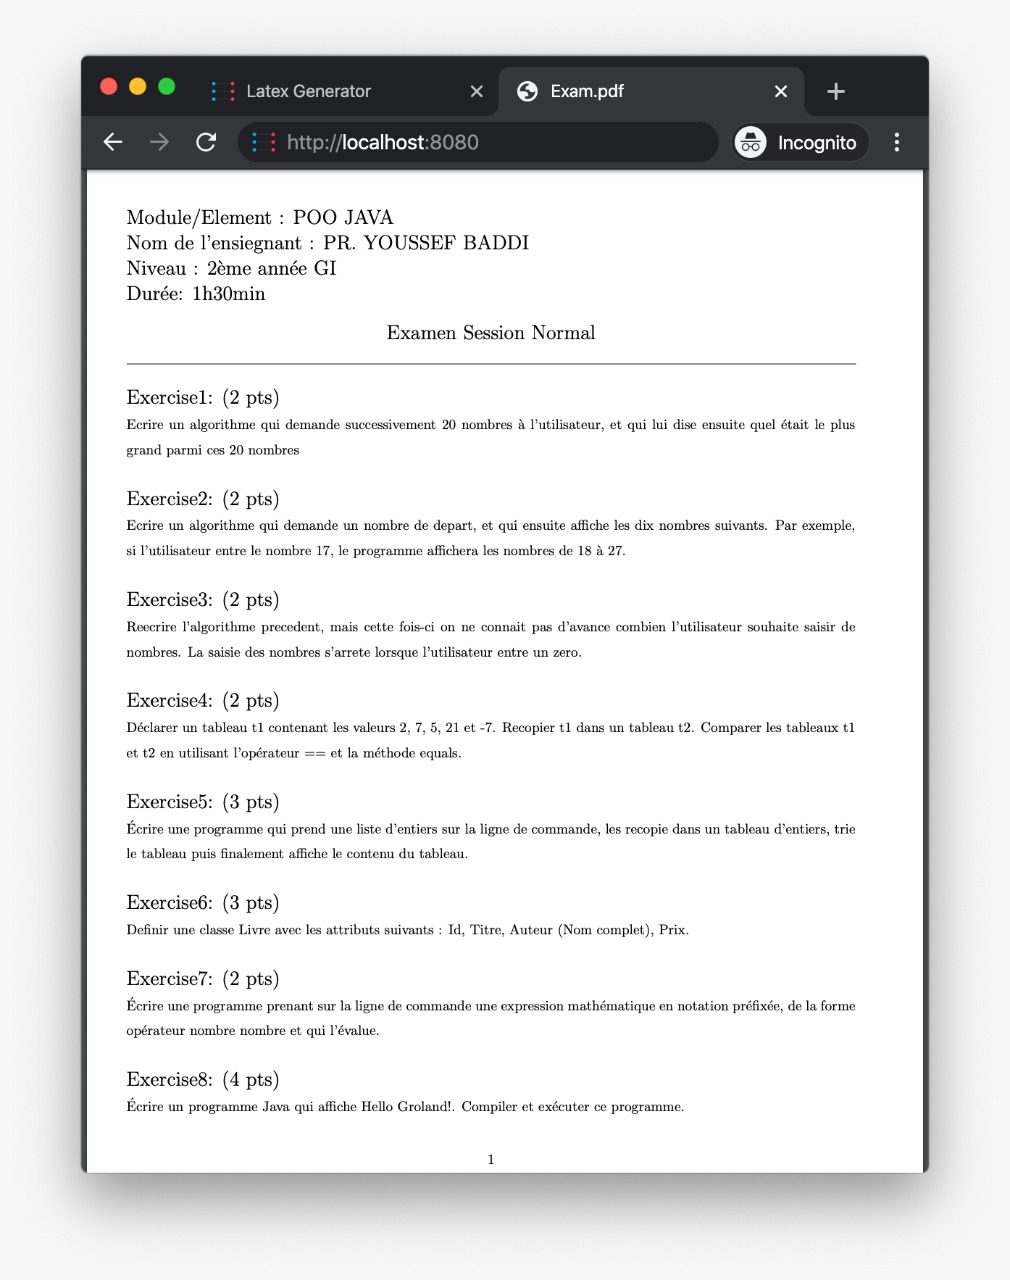 Latex Generator
Exam.pdf
http://localhost:8080
Incognito
Module/Element : POO JAVA
Nom de l'ensiegnant : PR. YOUSSEF BADDI
Niveau : 2ème année GI
Durée: 1h30min
Examen Session Normal
Exercise1: (2 pts)
Ecrire un algorithme qui demande successivement 20 nombres à l'utilisateur, et qui lui dise ensuite quel était le plus
grand parmi ces 20 nombres
Exercise2: (2 pts)
Ecrire un algorithme qui demande un nombre de depart, et qui ensuite affiche les dix nombres suivants. Par exemple,
si l'utilisateur entre le nombre 17, le programme affichera les nombres de 18 à 27.
Exercise3: (2 pts)
Reecrire l'algorithme precedent, mais cette fois-ci on ne connait pas d'avance combien l'utilisateur souhaite saisir de
nombres. La saisie des nombres s'arrete lorsque l'utilisateur entre un zero.
Exercise4: (2 pts)
Déclarer un tableau t1 contenant les valeurs 2, 7, 5, 21 et -7. Recopier t1 dans un tableau t2. Comparer les tableaux t1
et t2 en utilisant l'opérateur == et la méthode equals.
Exercise5: (3 pts)
Écrire une programme qui prend une liste d'entiers sur la ligne de commande, les recopie dans un tableau d'entiers, trie
le tableau puis finalement affiche le contenu du tableau.
Exercise6: (3 pts)
Definir une classe Livre avec les attributs suivants : Id, Titre, Auteur (Nom complet), Prix.
Exercise7: (2 pts)
Écrire une programme prenant sur la ligne de commande une expression mathématique en notation préfixée, de la forme
opérateur nombre nombre et qui l'évalue.
Exercise8: (4 pts)
Écrire un programme Java qui affiche Hello Groland!. Compiler et exécuter ce programme.
1